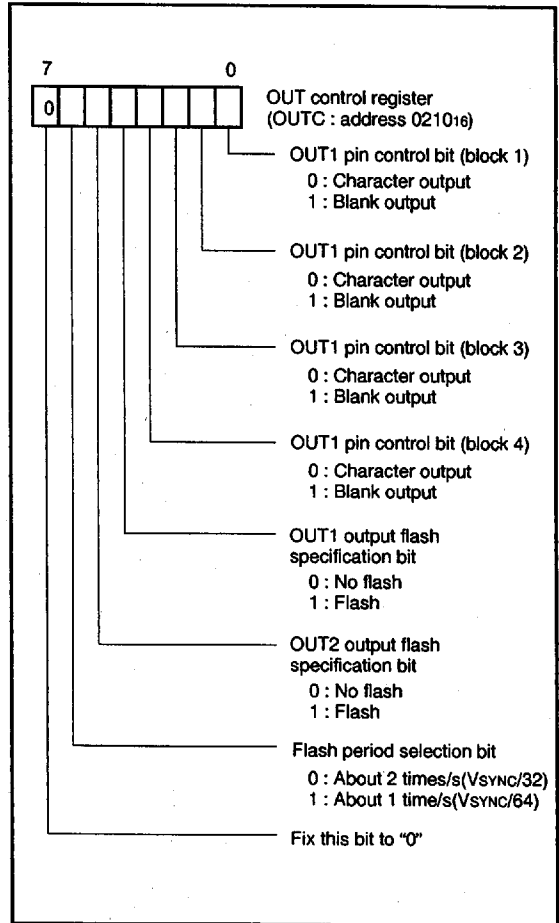 7 0
0
OUT control register
(OUTC : address 021016)
OUT1 pin control bit (block 1)
0 : Character output
1 : Blank output
OUT1 pin control bit (block 2)
0 : Character output
1 : Blank output
OUT1 pin control bit (block 3)
0 : Character output
1 : Blank output
OUT1 pin control bit (block 4)
0 : Character output
1 : Blank output
OUT1 output flash
specification bit
0 : No flash
1 : Flash
OUT2 output flash
specification bit
0 : No flash
1 : Flash
Flash period selection bit
0 : About 2 times/s(VSYNC/32)
1 : About 1 time/s(VSYNC/64)
Fix this bit to “0”